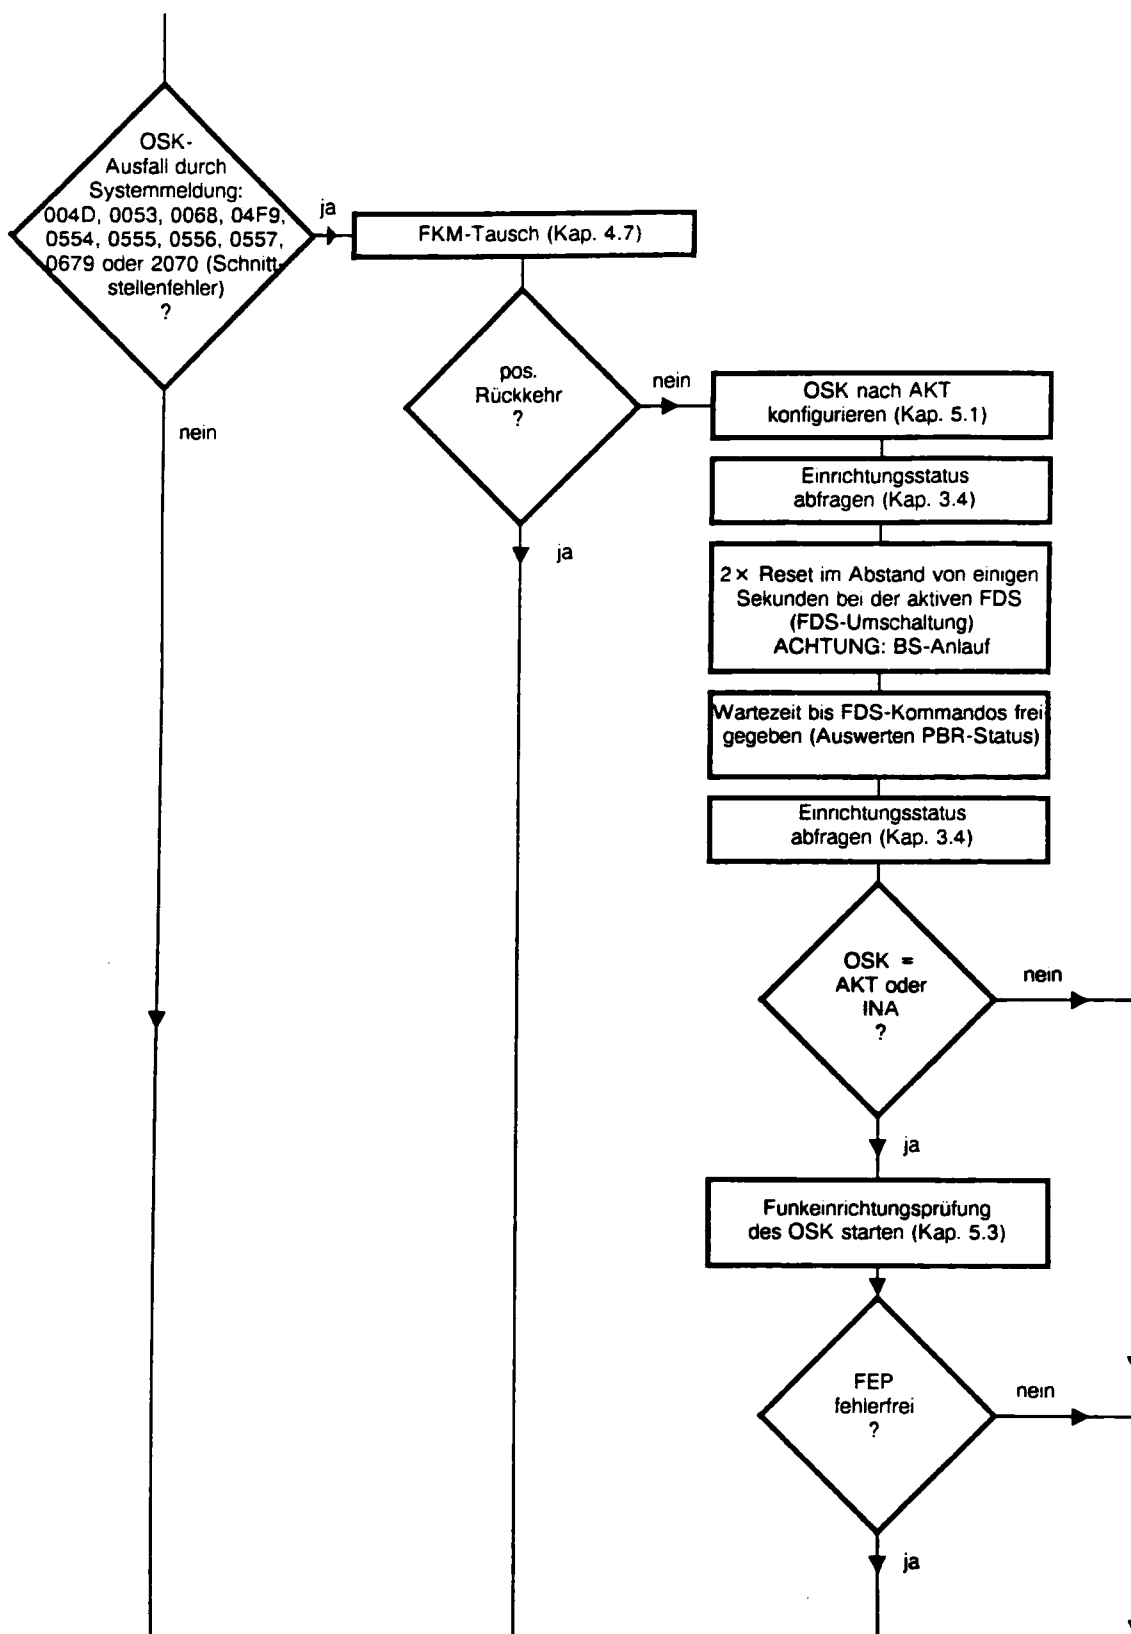 OSK-
Ausfall durch
Systemmeldung:
004D, 0053, 0068, 04F9,
0554, 0555, 0556, 0557,
0679 oder 2070 (Schnitt-
stellenfehler)
?
ja
FKM-Tausch (Kap. 4.7)
nein
pos.
Rückkehr
?
nein
ja
OSK nach AKT
konfigurieren (Kap. 5.1)
Einrichtungsstatus
abfragen (Kap. 3.4)
2× Reset im Abstand von einigen
Sekunden bei der aktiven FDS
(FDS-Umschaltung)
ACHTUNG: BS-Anlauf
Wartezeit bis FDS-Kommandos frei
gegeben (Auswerten PBR-Status)
Einrichtungsstatus
abfragen (Kap. 3.4)
OSK =
AKT oder
INA
?
nein
ja
Funkeinrichtungsprüfung
des OSK starten (Kap. 5.3)
FEP
fehlerfrei
?
nein
ja